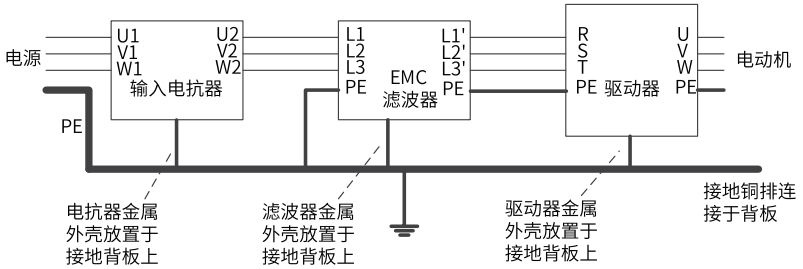 电源
U1
V1
W1
U2
V2
W2
输入电抗器
PE
L1
L2
L3
PE
L1'
L2'
L3'
PE
EMC
滤波器
R
S
T
PE
驱动器
U
V
W
PE
电动机
电抗器金属
外壳放置于
接地背板上
滤波器金属
外壳放置于
接地背板上
驱动器金属
外壳放置于
接地背板上
接地铜排连
接于背板